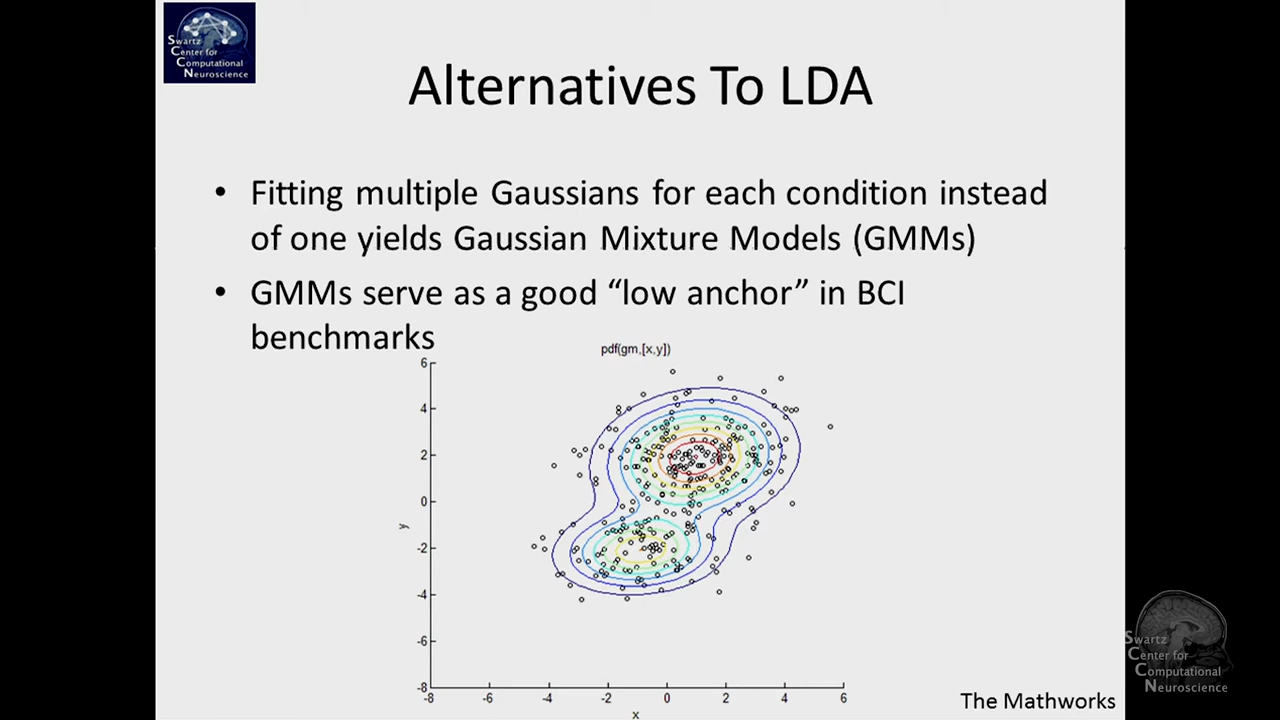 Swartz
Center for
Computational
Neuroscience
Alternatives To LDA
• Fitting multiple Gaussians for each condition instead
of one yields Gaussian Mixture Models (GMMs)
• GMMs serve as a good “low anchor” in BCI
benchmarks
pdf(gm,[x,y])
6
4
2
0
-2
-4
-6
-8
y
-8 -6 -4 -2 0 2 4 6
x
The Mathworks
Swartz
Center for
Computational
Neuroscience